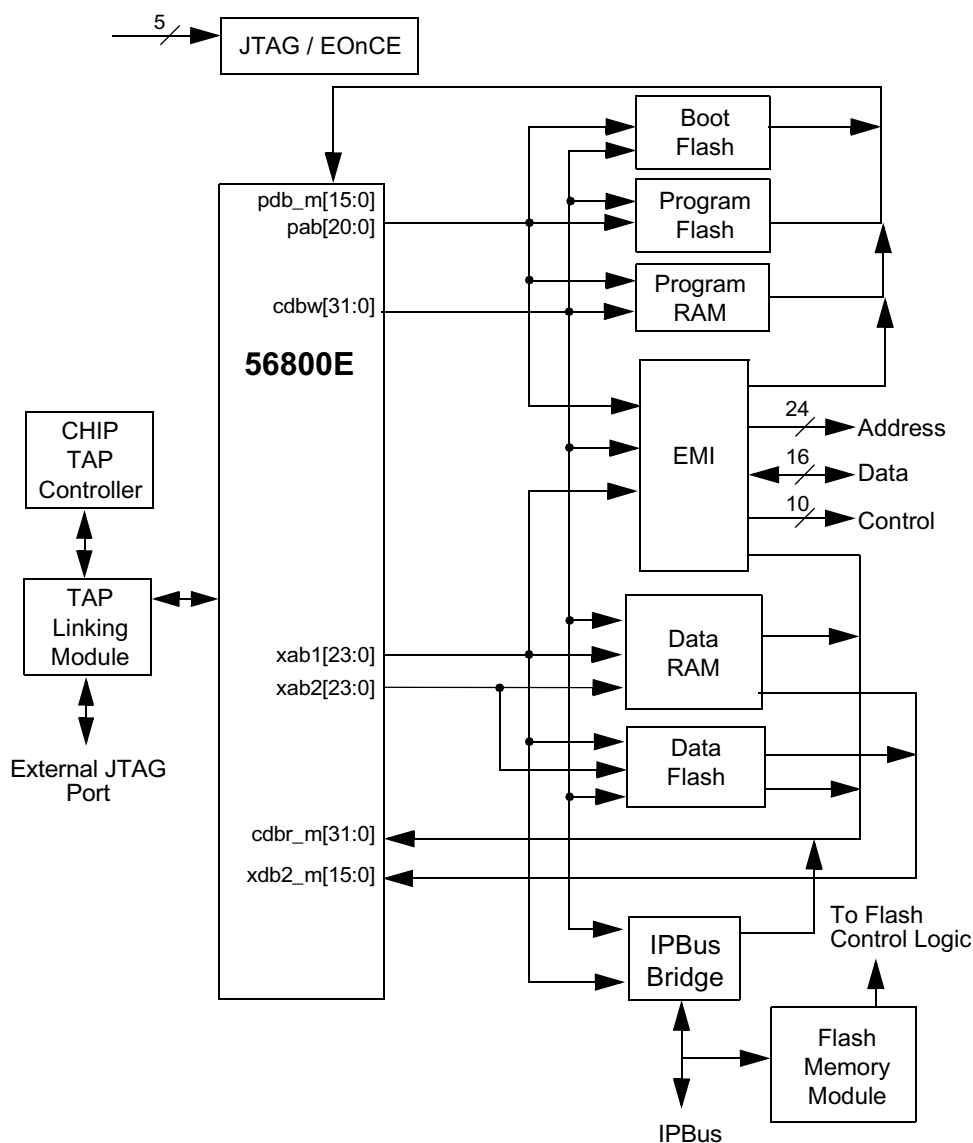 5
JTAG / EOnCE
Boot
Flash
pdb_m[15:0]
pab[20:0]
Program
Flash
cdbw[31:0]
Program
RAM
56800E
EMI
24
Address
16
Data
10
Control
CHIP
TAP
Controller
TAP
Linking
Module
External JTAG
Port
xab1[23:0]
xab2[23:0]
Data
RAM
Data
Flash
cdbr_m[31:0]
xdb2_m[15:0]
IPBus
Bridge
To Flash
Control Logic
Flash
Memory
Module
IPBus